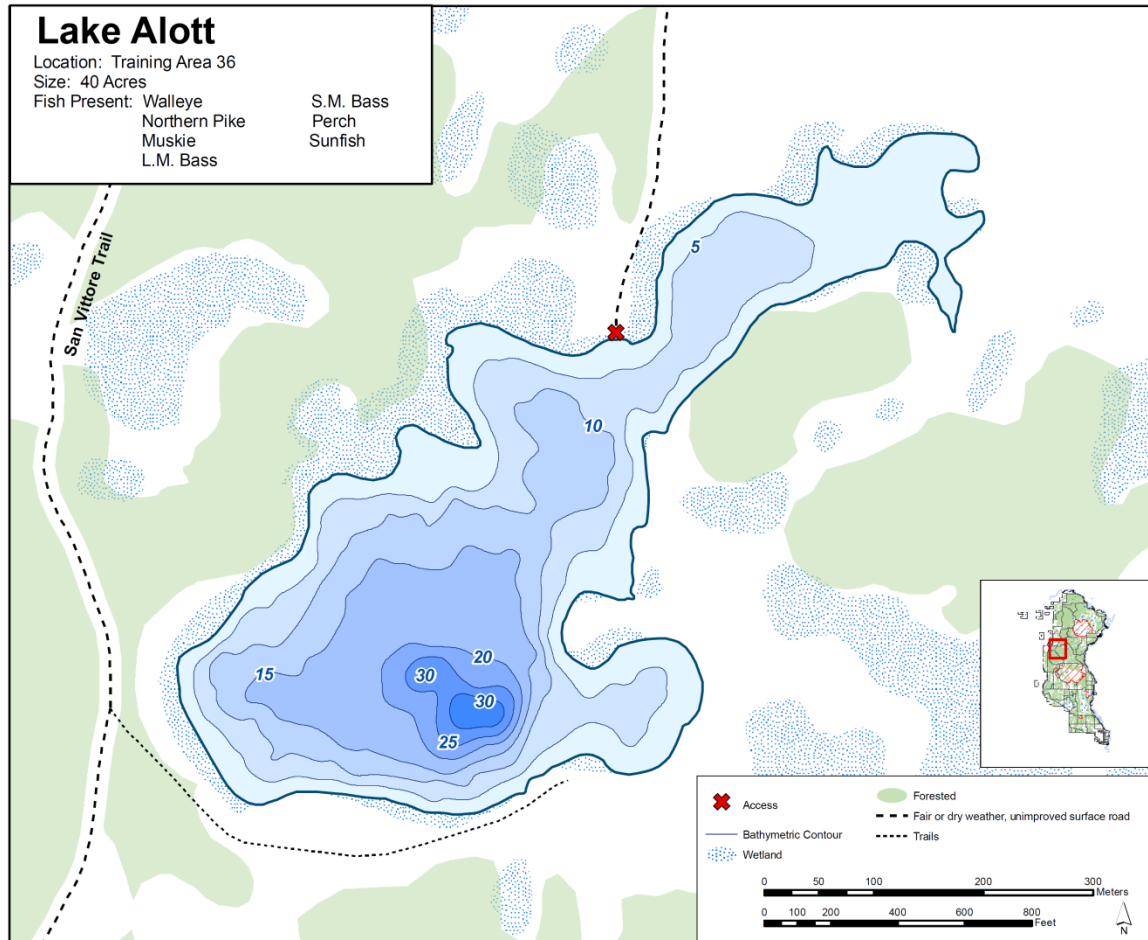 Lake Alott
Location: Training Area 36
Size: 40 Acres
Fish Present: Walleye S.M. Bass
Northern Pike Perch
Muskie Sunfish
L.M. Bass
San Vittore Trail
5
10
15
20
30
30
25
Access
Forested
Fair or dry weather, unimproved surface road
Bathymetric Contour
Trails
Wetland
0 50 100 200 300
Meters
0 100 200 400 600 800
Feet
N